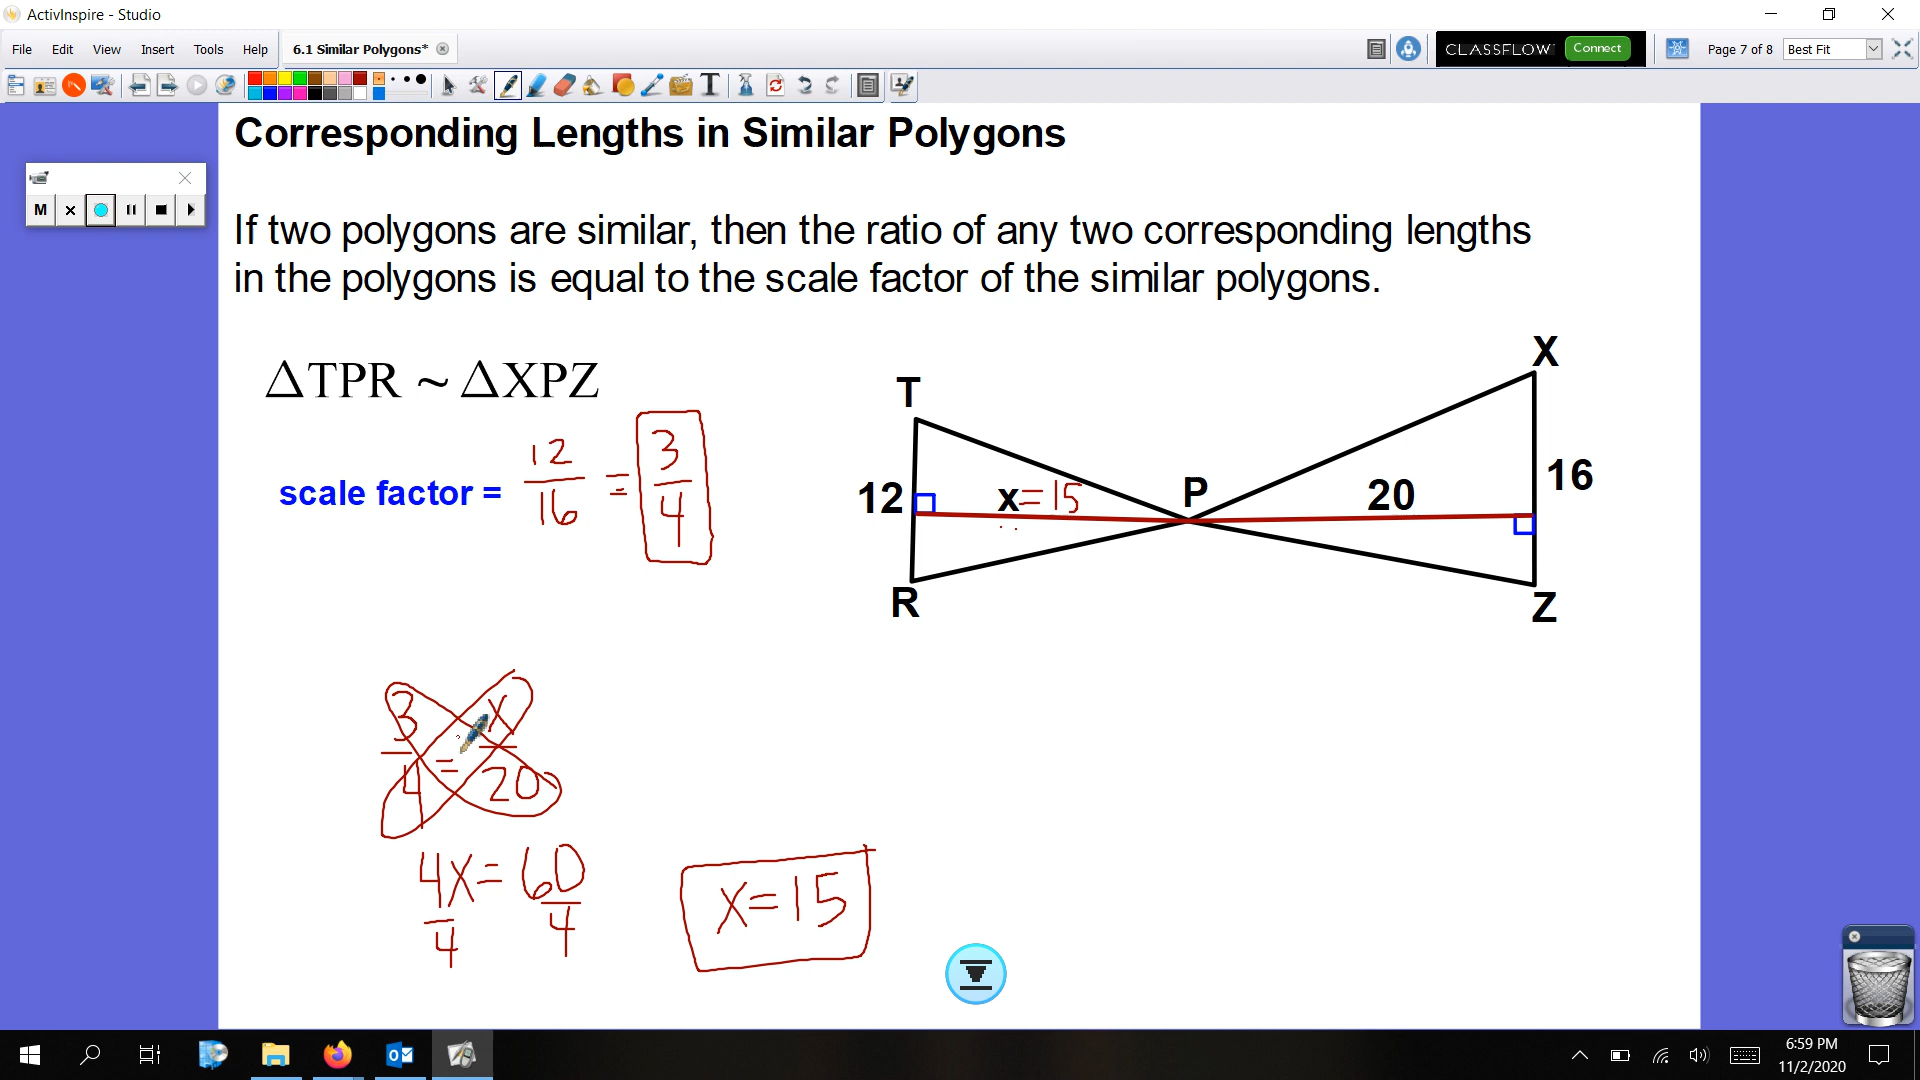 ActivInspire - Studio
File Edit View Insert Tools Help 6.1 Similar Polygons* CLASSFLOW Connect Page 7 of 8 Best Fit
T
M
Corresponding Lengths in Similar Polygons
If two polygons are similar, then the ratio of any two corresponding lengths
in the polygons is equal to the scale factor of the similar polygons.
△TPR ~ △XPZ
scale factor = 12/16 = 3/4
T
X
12
x=15
P
20
16
R
Z
3/4 = x/20
4x = 60
4 4
x=15
6:59 PM
11/2/2020